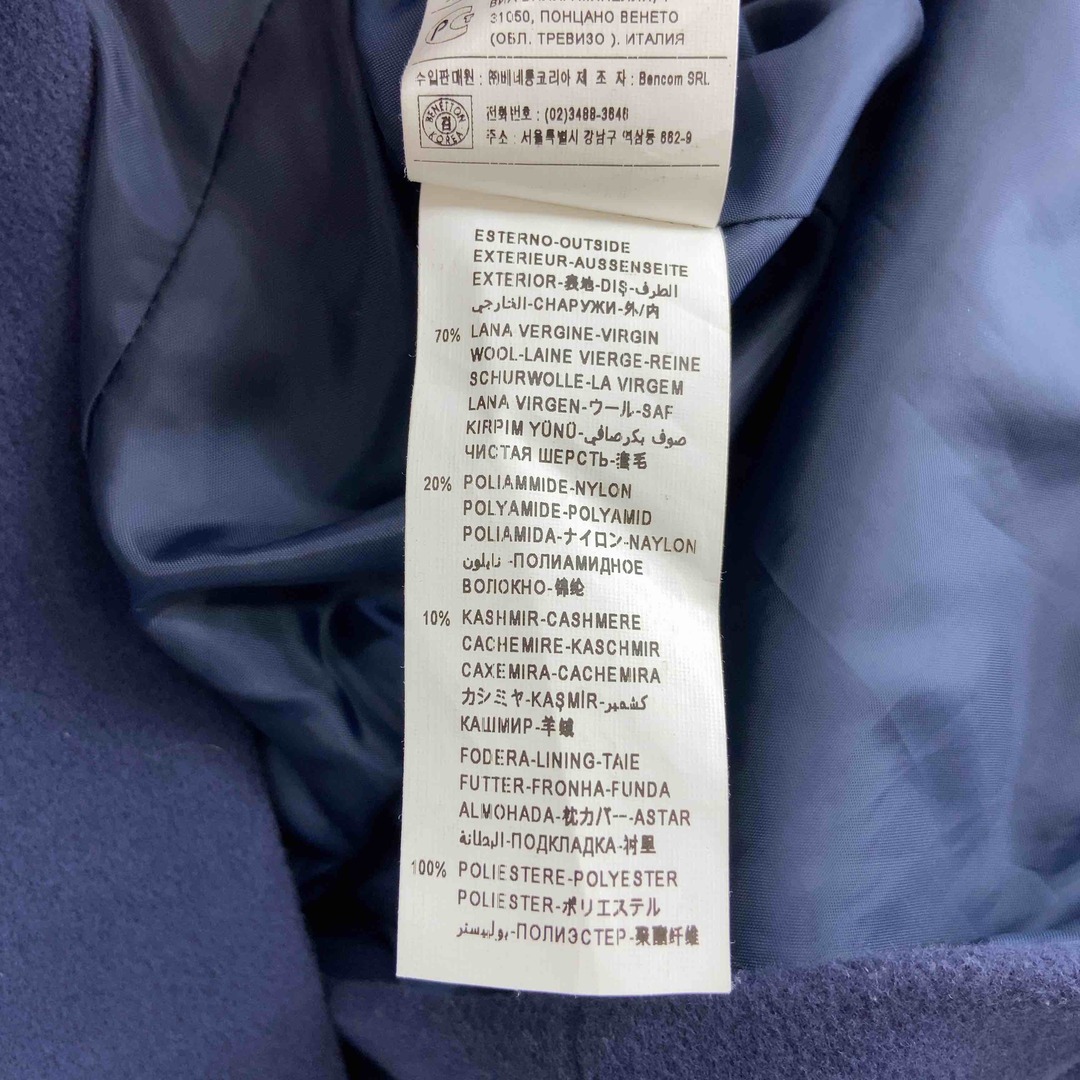 31050, ПОНЦАНО ВЕНЕТО
(ОБЛ. ТРЕВИЗО ). ИТАЛИЯ
수입판매원 : ㈜베네통코리아 제 조 자 : Bencom SRL
BENETTON KOREA
전화번호 : (02)3488-3646
주소 : 서울특별시 강남구 역삼동 662-9
ESTERNO-OUTSIDE
EXTERIEUR-AUSSENSEITE
EXTERIOR-表地-DIŞ-الطرف
الخارجي-СНАРУЖИ-外/内
70% LANA VERGINE-VIRGIN
WOOL-LAINE VIERGE-REINE
SCHURWOLLE-LA VIRGEM
LANA VIRGEN-ウール-SAF
KIRPIM YÜNÜ-صوف بكرصافي
ЧИСТАЯ ШЕРСТЬ-毛
20% POLIAMMIDE-NYLON
POLYAMIDE-POLYAMID
POLIAMIDA-ナイロン-NAYLON
نايلون-ПОЛИАМИДНОЕ
ВОЛОКНО-锦纶
10% KASHMIR-CASHMERE
CACHEMIRE-KASCHMIR
CAXEMIRA-CACHEMIRA
カシミヤ-KAŞMİR-كشمير
КАШМИР-羊绒
FODERA-LINING-TAIE
FUTTER-FRONHA-FUNDA
ALMOHADA-枕カバー-ASTAR
البطانة-ПОДКЛАДКА-衬里
100% POLIESTERE-POLYESTER
POLIESTER-ポリエステル
بوليستر-ПОЛИЭСТЕР-聚酯纤维